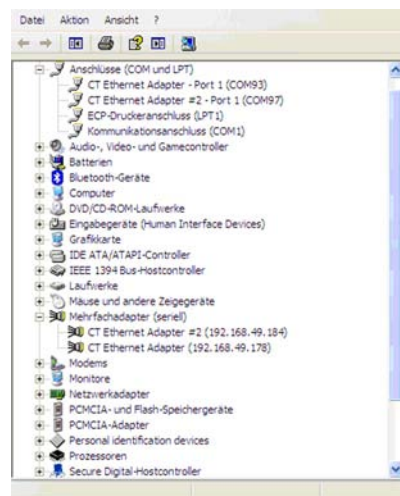 Datei Aktion Ansicht ?
Anschlüsse (COM und LPT)
CT Ethernet Adapter - Port 1 (COM93)
CT Ethernet Adapter #2 - Port 1 (COM97)
ECP-Druckeranschluss (LPT1)
Kommunikationsanschluss (COM1)
Audio-, Video- und Gamecontroller
Batterien
Bluetooth-Geräte
Computer
DVD/CD-ROM-Laufwerke
Eingabegeräte (Human Interface Devices)
Grafikkarte
IDE ATA/ATAPI-Controller
IEEE 1394 Bus-Hostcontroller
Laufwerke
Mäuse und andere Zeigegeräte
Mehrfachadapter (seriell)
CT Ethernet Adapter #2 (192.168.49.184)
CT Ethernet Adapter (192.168.49.178)
Modems
Monitore
Netzwerkadapter
PCMCIA- und Flash-Speichergeräte
PCMCIA-Adapter
Personal identification devices
Prozessoren
Secure Digital-Hostcontroller